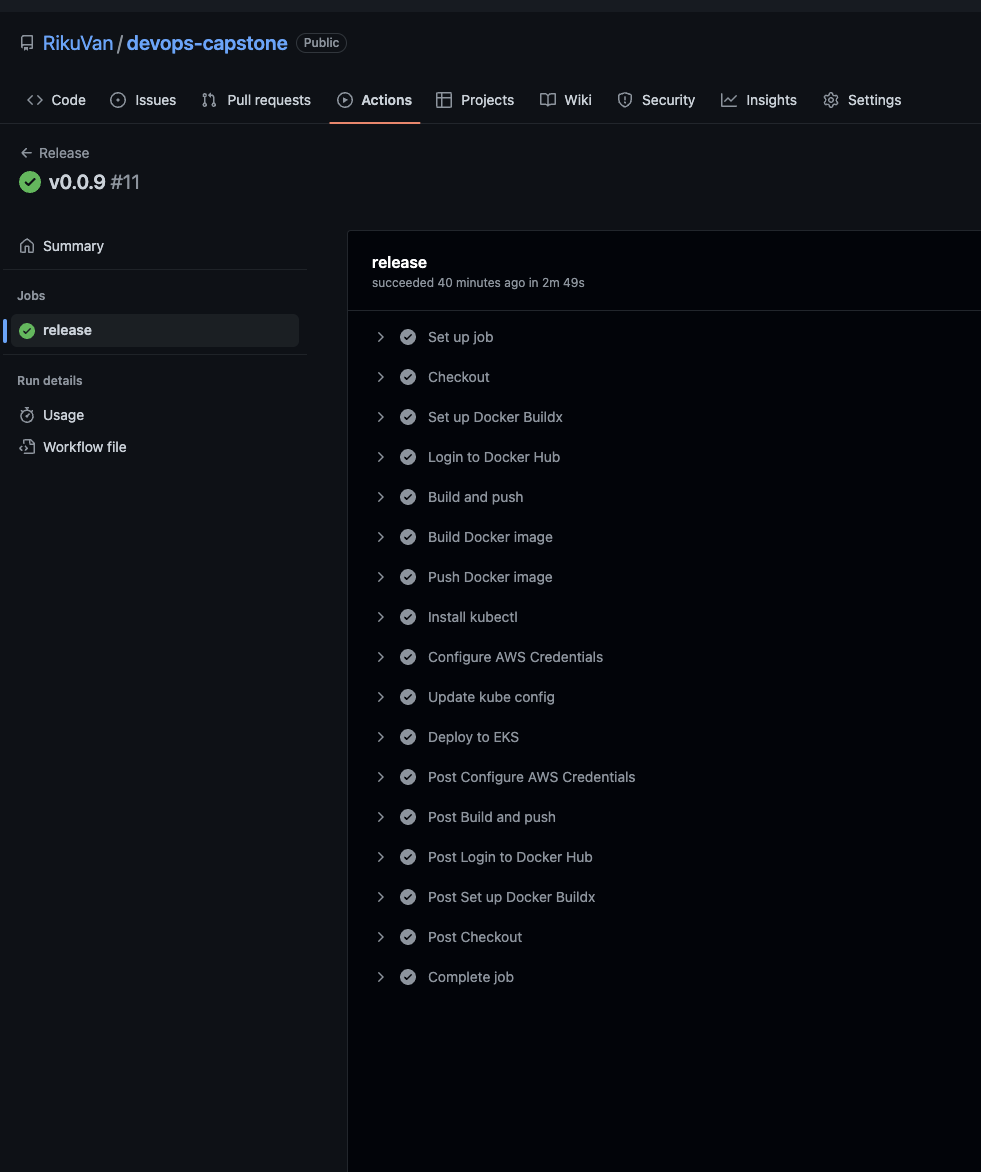 RikuVan / devops-capstone Public
Code Issues Pull requests Actions Projects Wiki Security Insights Settings
Release
v0.0.9 #11
Summary
Jobs
release
Run details
Usage
Workflow file
release
succeeded 40 minutes ago in 2m 49s
Set up job
Checkout
Set up Docker Buildx
Login to Docker Hub
Build and push
Build Docker image
Push Docker image
Install kubectl
Configure AWS Credentials
Update kube config
Deploy to EKS
Post Configure AWS Credentials
Post Build and push
Post Login to Docker Hub
Post Set up Docker Buildx
Post Checkout
Complete job